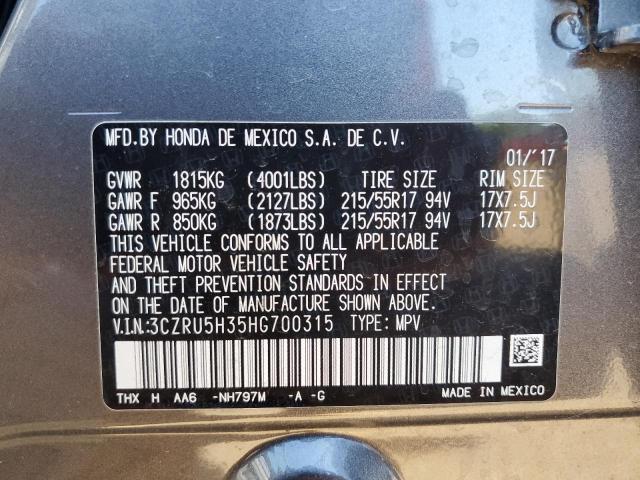 MFD.BY HONDA DE MEXICO S.A. DE C.V.
01/'17
GVWR 1815KG (4001LBS) TIRE SIZE RIM SIZE
GAWR F 965KG (2127LBS) 215/55R17 94V 17X7.5J
GAWR R 850KG (1873LBS) 215/55R17 94V 17X7.5J
THIS VEHICLE CONFORMS TO ALL APPLICABLE
FEDERAL MOTOR VEHICLE SAFETY
AND THEFT PREVENTION STANDARDS IN EFFECT
ON THE DATE OF MANUFACTURE SHOWN ABOVE.
V.I.N:3CZRU5H35HG700315 TYPE: MPV
THX H AA6 -NH797M -A -G MADE IN MEXICO